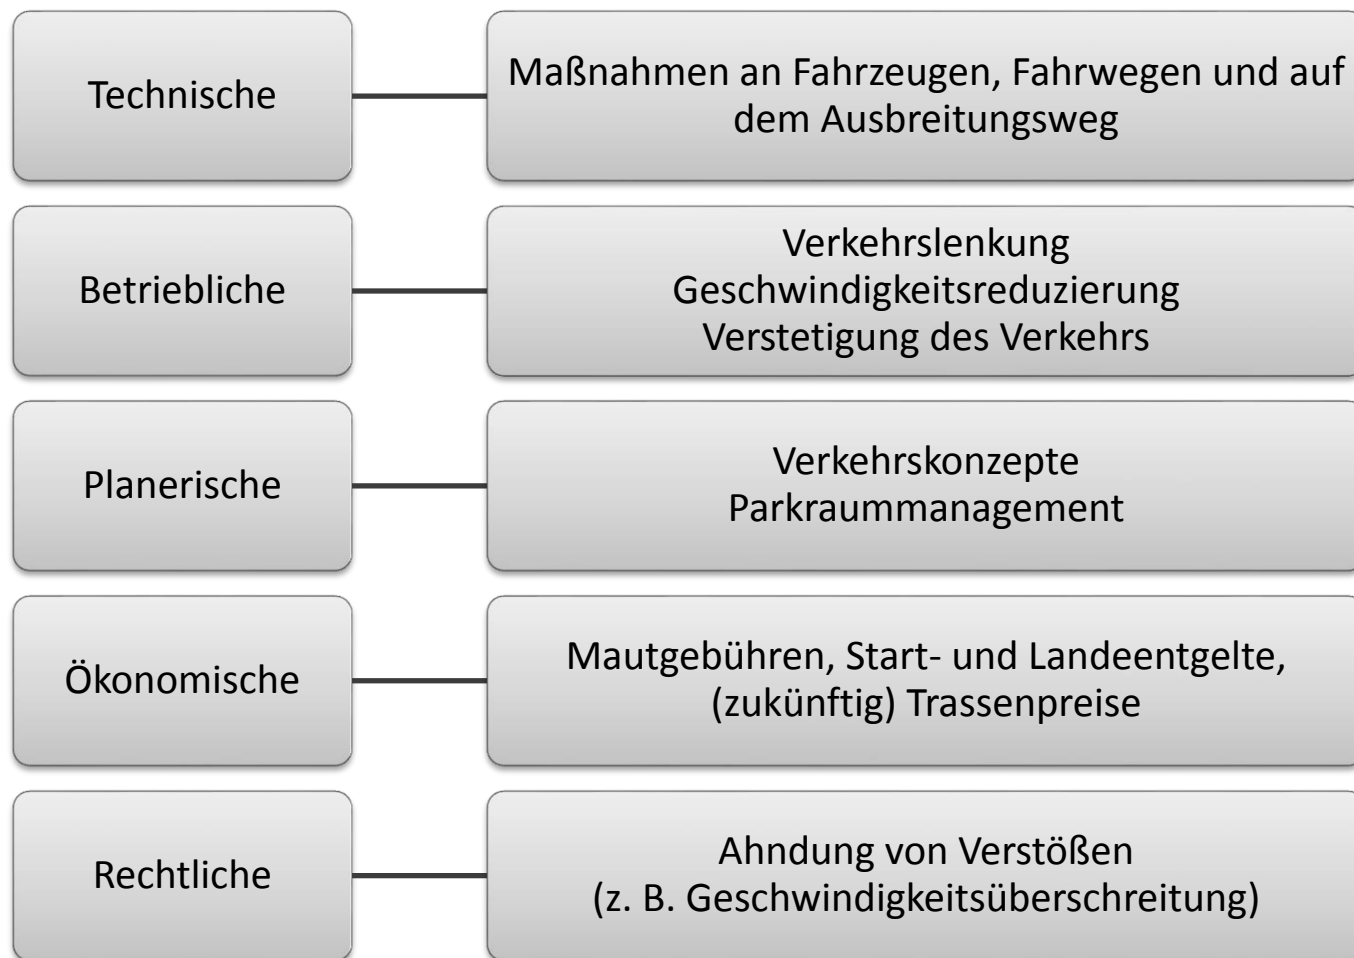 Technische
Maßnahmen an Fahrzeugen, Fahrwegen und auf
dem Ausbreitungsweg
Betriebliche
Verkehrslenkung
Geschwindigkeitsreduzierung
Verstetigung des Verkehrs
Planerische
Verkehrskonzepte
Parkraummanagement
Ökonomische
Mautgebühren, Start- und Landeentgelte,
(zukünftig) Trassenpreise
Rechtliche
Ahndung von Verstößen
(z. B. Geschwindigkeitsüberschreitung)